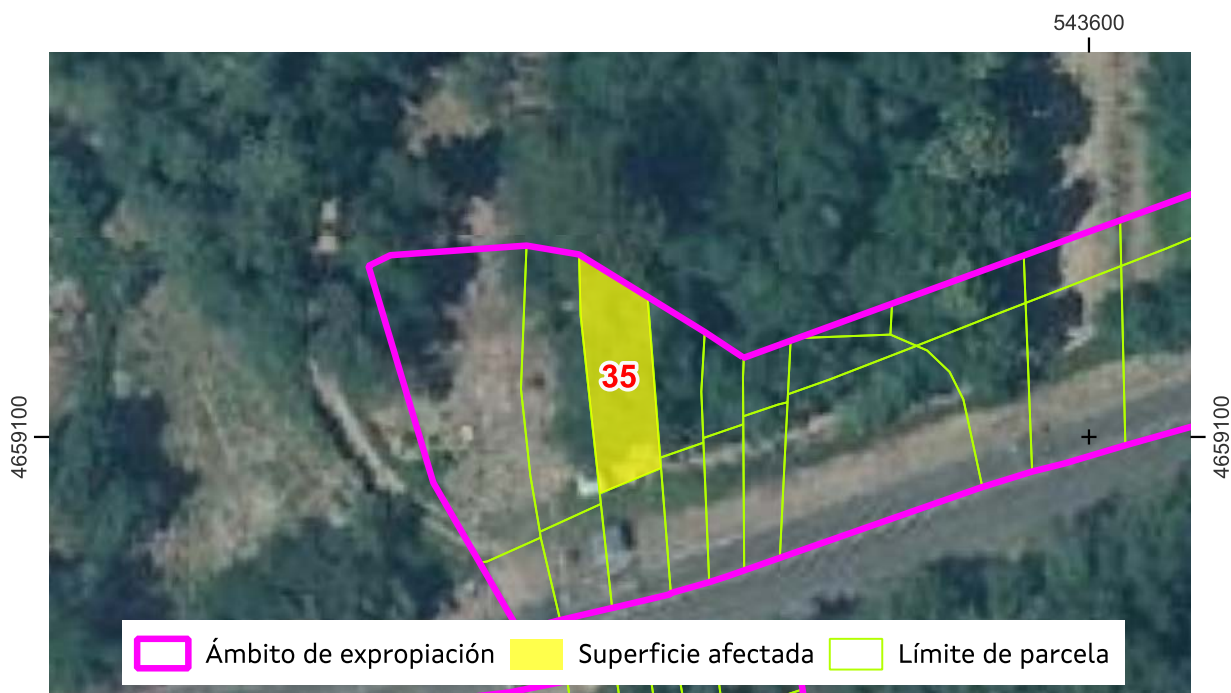 543600
4659100
4659100
35
Ámbito de expropiación
Superficie afectada
Límite de parcela